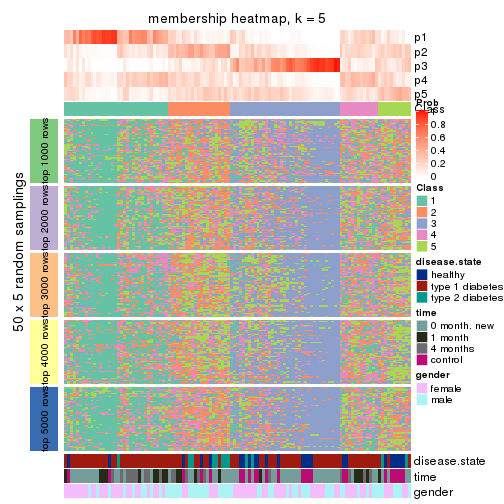 membership heatmap, k = 5
p1
p2
p3
p4
p5
Class
Prob
1
0.8
0.6
0.4
0.2
0
Class
1
2
3
4
5
disease.state
healthy
type 1 diabetes
type 2 diabetes
time
0 month. new
1 month
4 months
control
gender
female
male
50 x 5 random samplings
top 1000 rows
top 2000 rows
top 3000 rows
top 4000 rows
top 5000 rows
disease.state
time
gender